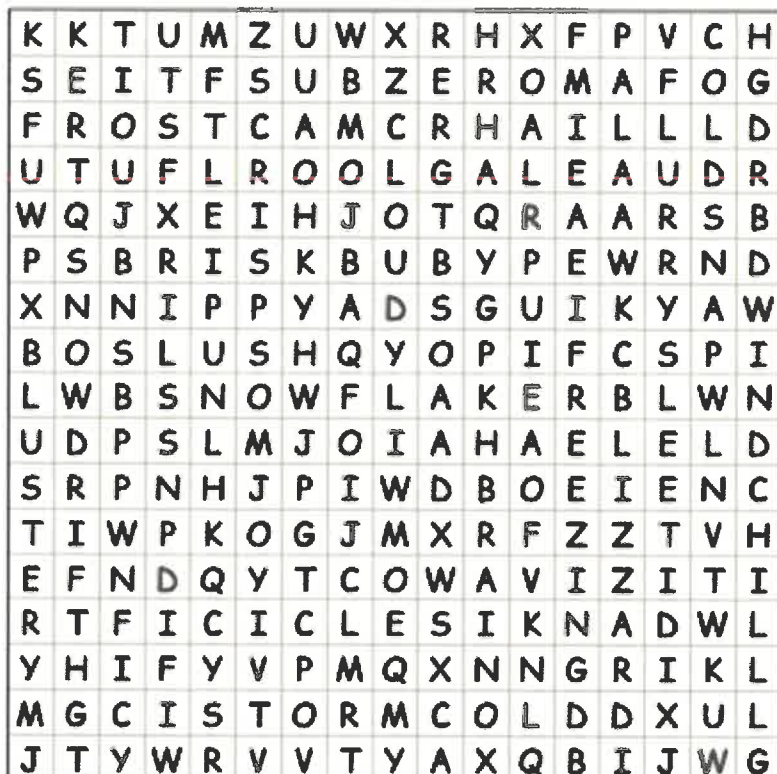 K K T U M Z U W X R H X F P V C H
S E I T F S U B Z E R O M A F O G
F R O S T C A M C R H A I L L L D
U T U F L R O O L G A L E A U D R
W Q J X E I H J O T Q R A A R S B
P S B R I S K B U B Y P E W R N D
X N N I P P Y A D S G U I K Y A W
B O S L U S H Q Y O P I F C S P I
L W B S N O W F L A K E R B L W N
U D P S L M J O I A H A E L E L D
S R P N H J P I W D B O E I E N C
T I W P K O G J M X R F Z Z T V H
E F N D Q Y T C O W A V I Z I T I
R T F I C I C L E S I K N A D W L
Y H I F Y V P M Q X N N G R I K L
M G C I S T O R M C O L D D X U L
J T Y W R V V T Y A X Q B I J W G